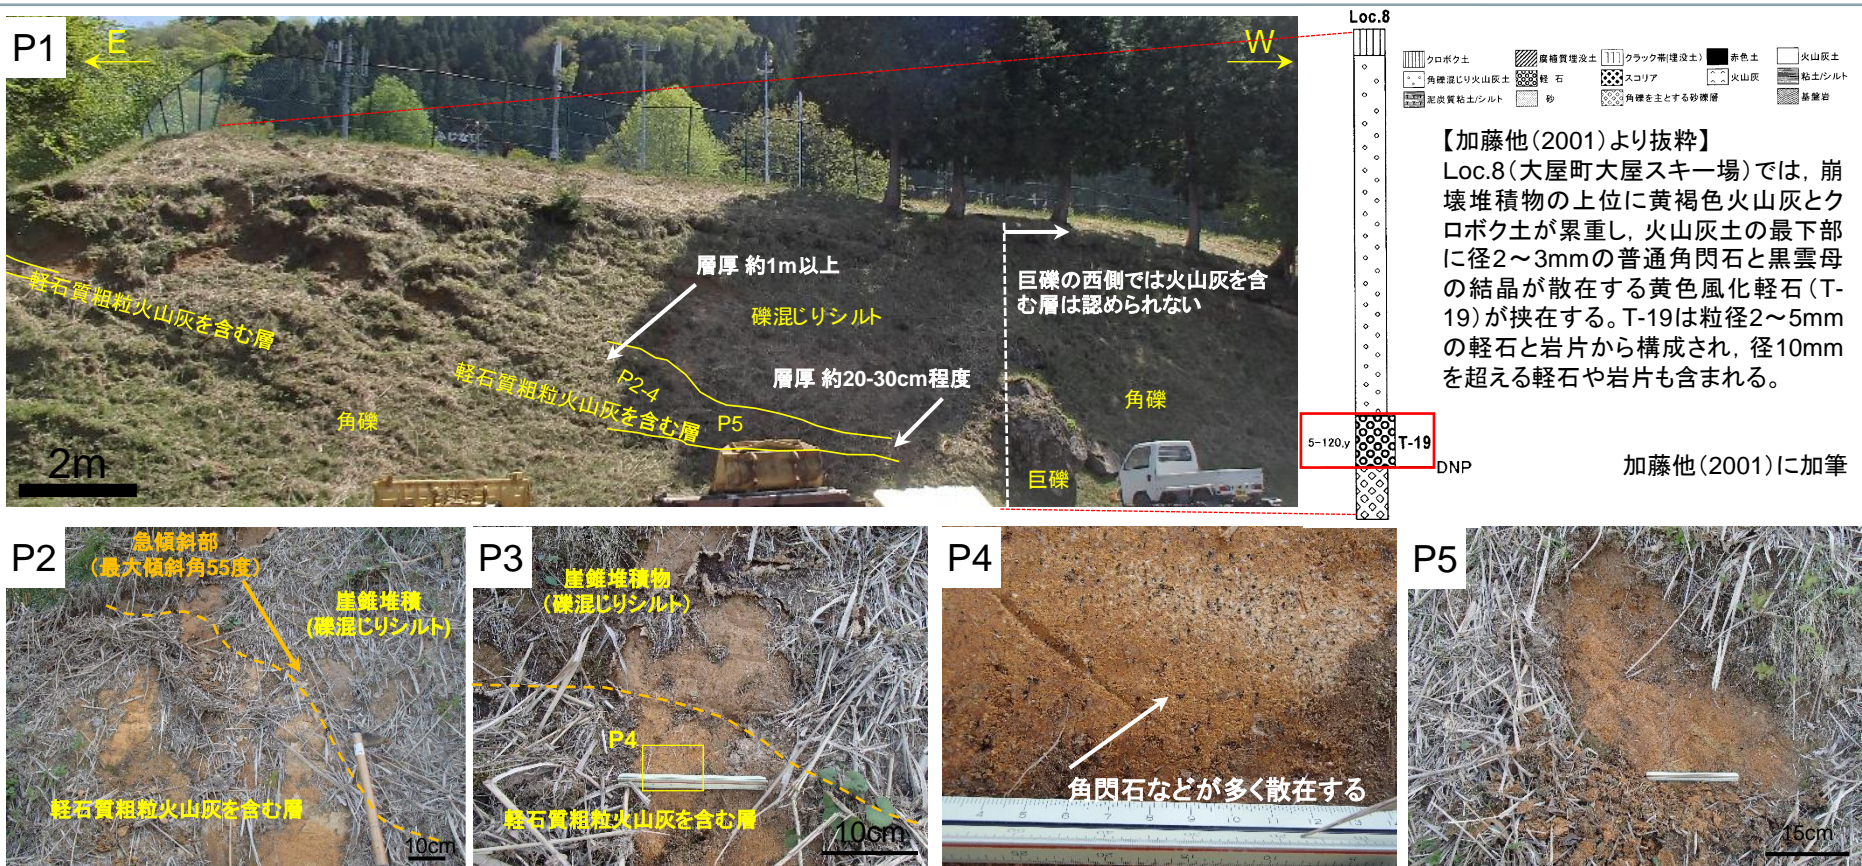 P1
E
W
Loc.8
クロボク土
腐植質埋没土
クラック帯(埋没土)
赤色土
火山灰土
角礫混じり火山灰土
軽石
スコリア
火山灰
粘土/シルト
泥炭質粘土/シルト
砂
角礫を主とする砂礫層
基盤岩
【加藤他(2001)より抜粋】
Loc.8(大屋町大屋スキー場)では，崩
壊堆積物の上位に黄褐色火山灰とク
ロボク土が累重し，火山灰土の最下部
に径2～3mmの普通角閃石と黒雲母
の結晶が散在する黄色風化軽石(T-
19)が挟在する。T-19は粒径2～5mm
の軽石と岩片から構成され，径10mm
を超える軽石や岩片も含まれる。
加藤他(2001)に加筆
5-120,y
T-19
DNP
軽石質粗粒火山灰を含む層
層厚 約1m以上
礫混じりシルト
巨礫の西側では火山灰を含
む層は認められない
P2-4
軽石質粗粒火山灰を含む層
P5
層厚 約20-30cm程度
角礫
角礫
巨礫
2m
P2
急傾斜部
(最大傾斜角55度)
崖錐堆積
(礫混じりシルト)
軽石質粗粒火山灰を含む層
10cm
P3
崖錐堆積物
(礫混じりシルト)
P4
軽石質粗粒火山灰を含む層
10cm
P4
角閃石などが多く散在する
4 5 6 7 8 9 10 11 12 13
P5
15cm